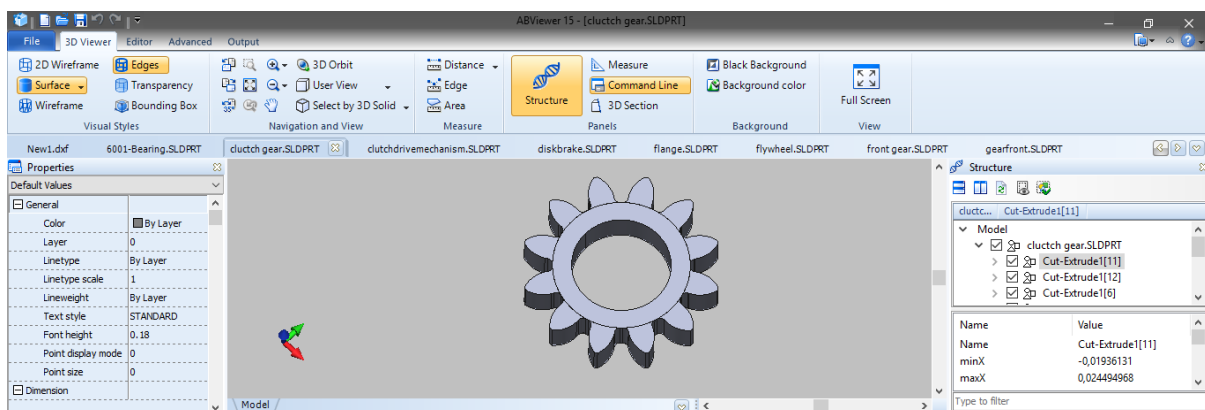 ABViewer 15 - [cluctch gear.SLDPRT]
File 3D Viewer Editor Advanced Output
2D Wireframe Edges 3D Orbit Distance Measure Black Background
Surface Transparency User View Edge Structure Command Line Background color Full Screen
Wireframe Bounding Box Select by 3D Solid Area 3D Section
Visual Styles Navigation and View Measure Panels Background View
New1.dxf 6001-Bearing.SLDPRT cluctch gear.SLDPRT clutchdrivemechanism.SLDPRT diskbrake.SLDPRT flange.SLDPRT flywheel.SLDPRT front gear.SLDPRT gearfront.SLDPRT
Properties
Default Values
General
Color By Layer
Layer 0
Linetype By Layer
Linetype scale 1
Lineweight By Layer
Text style STANDARD
Font height 0.18
Point display mode 0
Point size 0
Dimension
Model
Structure
cluctc... Cut-Extrude1[11]
Model
cluctch gear.SLDPRT
Cut-Extrude1[11]
Cut-Extrude1[12]
Cut-Extrude1[6]
Name Value
Name Cut-Extrude1[11]
minX -0,01936131
maxX 0,024494968
Type to filter